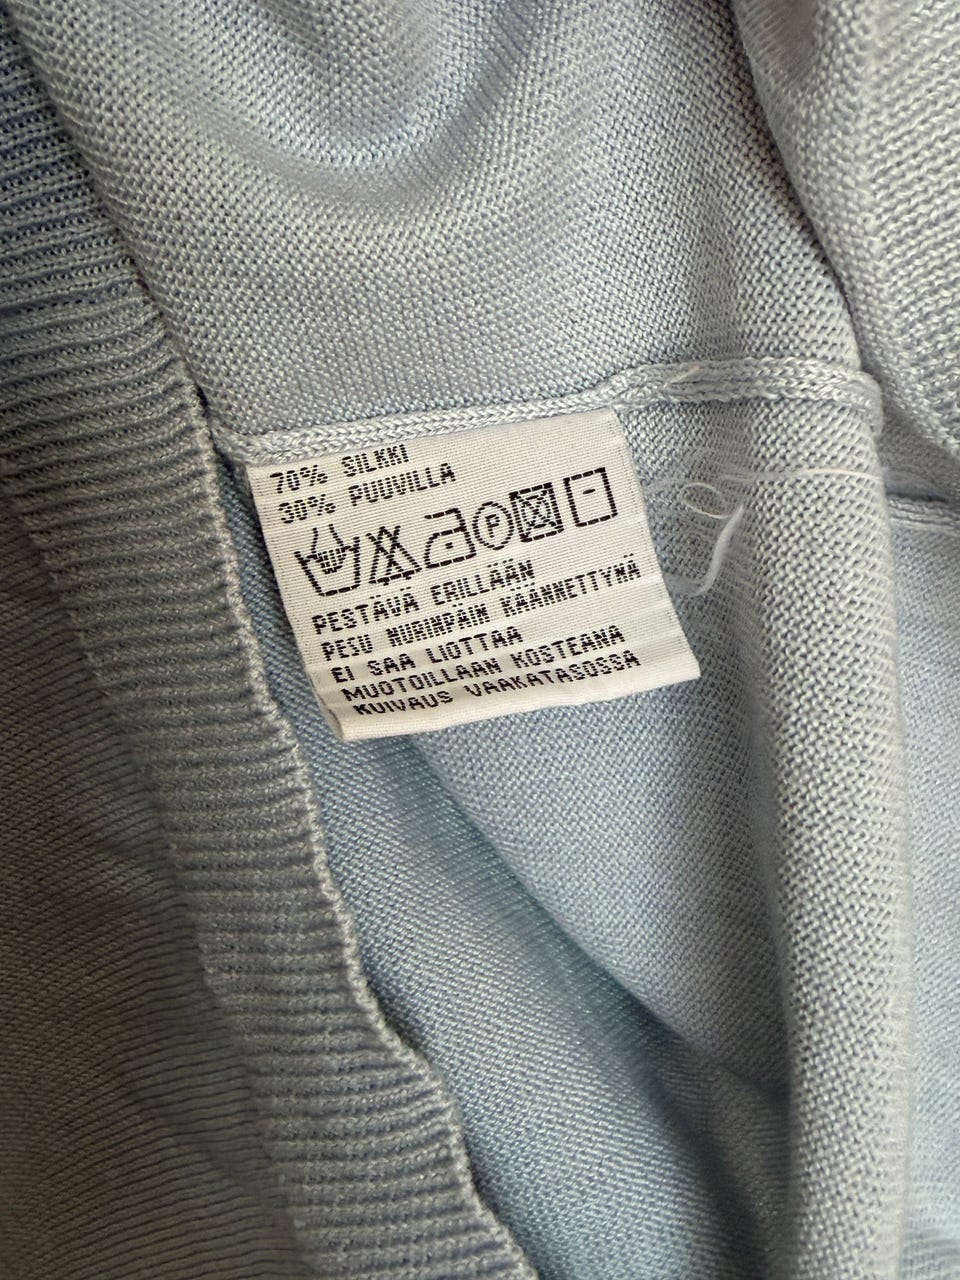 70% SILKKI
30% PUUVILLA
P
PESTÄVÄ ERILLÄÄN
PESU NURINPÄIN KÄÄNNETTYNÄ
EI SAA LIOTTAA
MUOTOILLAAN KOSTEANA
KUIVAUS VAAKATASOSSA